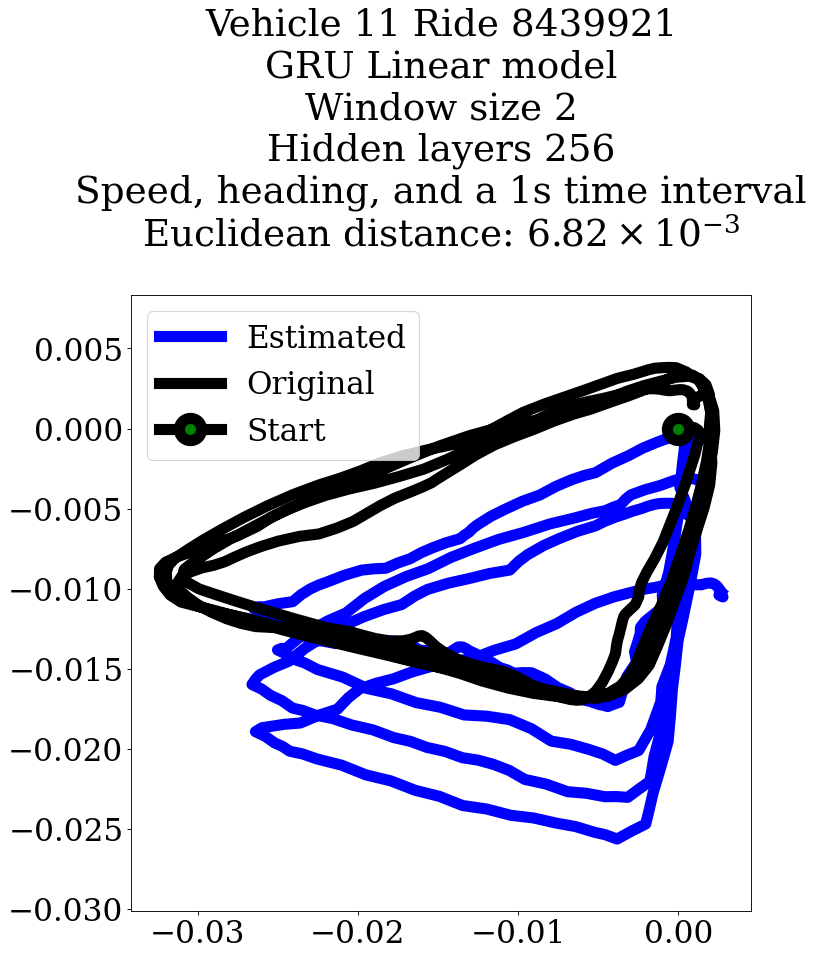 Vehicle 11 Ride 8439921
GRU Linear model
Window size 2
Hidden layers 256
Speed, heading, and a 1s time interval
Euclidean distance: 6.82 × 10⁻³
Estimated
Original
Start
0.005
0.000
−0.005
−0.010
−0.015
−0.020
−0.025
−0.030
−0.03 −0.02 −0.01 0.00